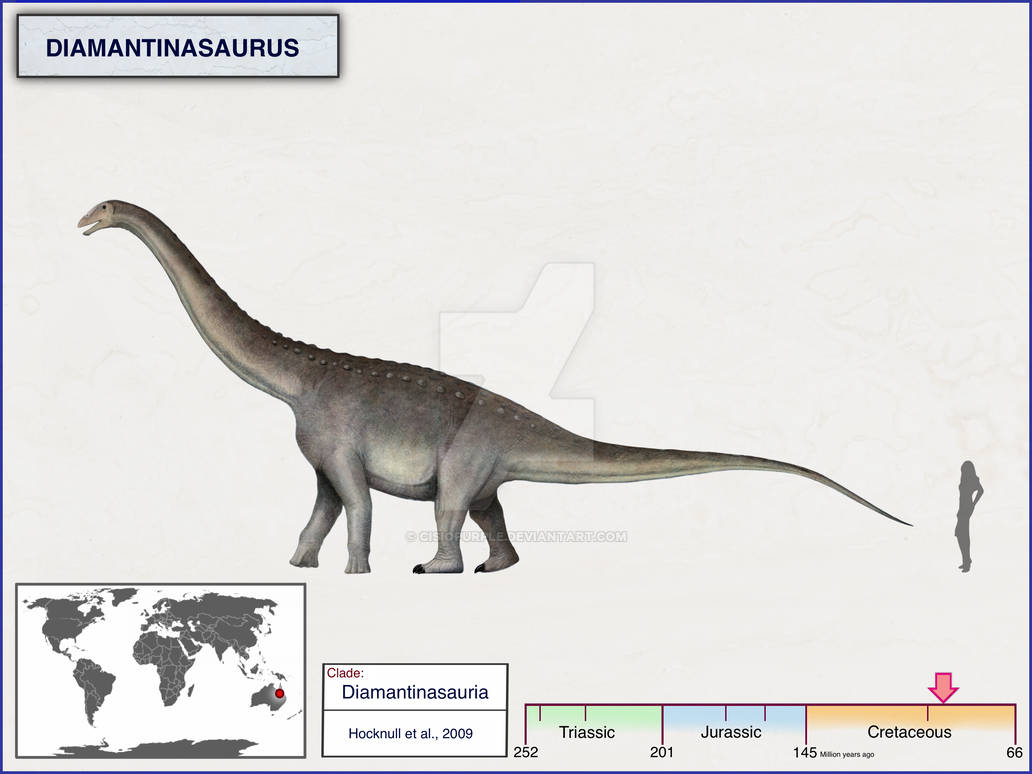 DIAMANTINASAURUS
© CISIOPURPLE.DEVIANTART.COM
Clade:
Diamantinasauria
Hocknull et al., 2009
Triassic Jurassic Cretaceous
252 201 145 Million years ago 66